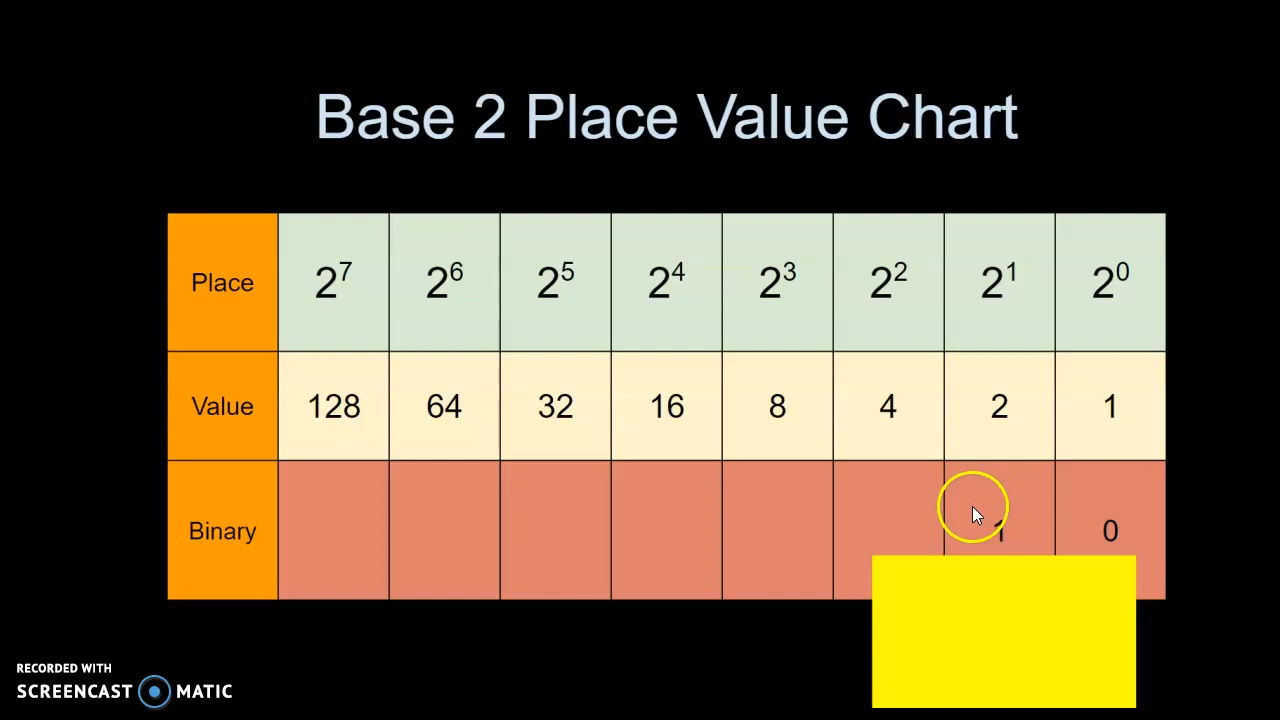 Base 2 Place Value Chart
Place 2⁷ 2⁶ 2⁵ 2⁴ 2³ 2² 2¹ 2⁰
Value 128 64 32 16 8 4 2 1
Binary 1 0
RECORDED WITH
SCREENCAST MATIC